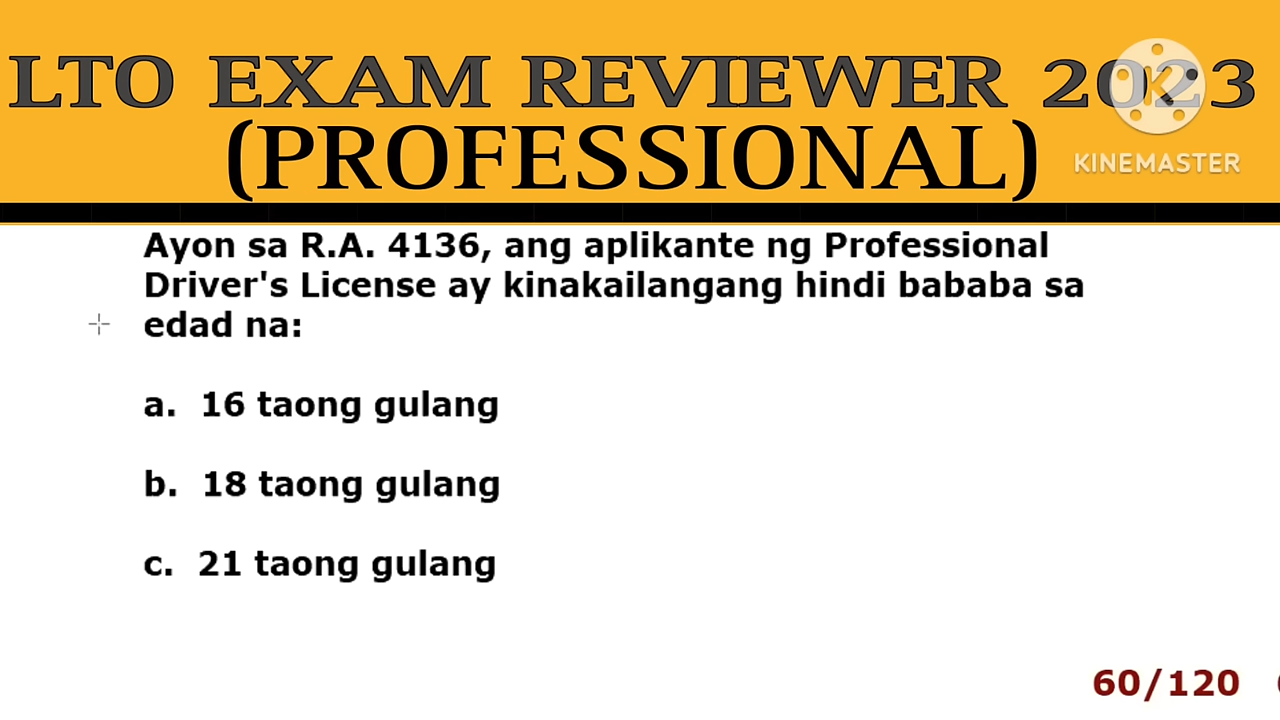 LTO EXAM REVIEWER 2023
(PROFESSIONAL)
KINEMASTER
Ayon sa R.A. 4136, ang aplikante ng Professional
Driver's License ay kinakailangang hindi bababa sa
edad na:
a. 16 taong gulang
b. 18 taong gulang
c. 21 taong gulang
60/120